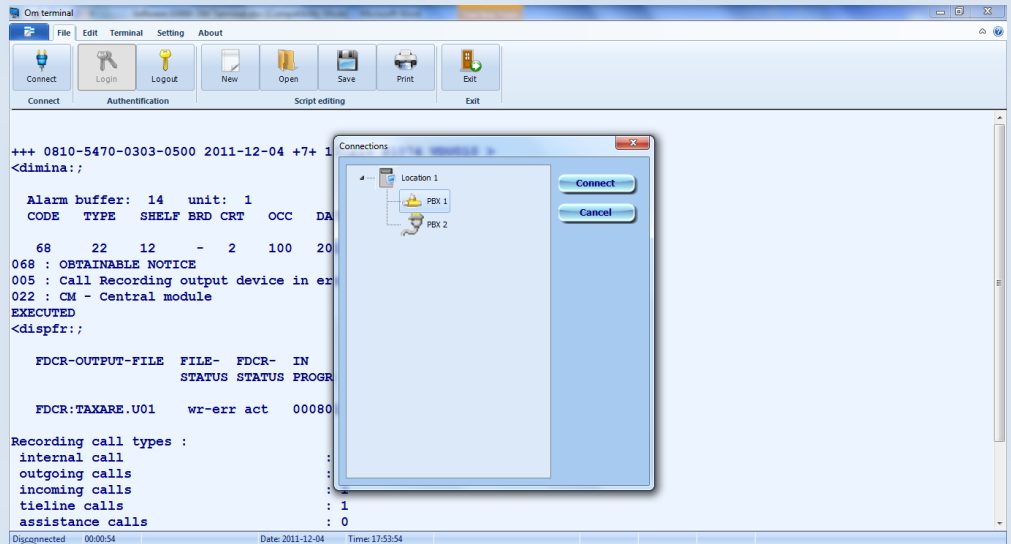 Om terminal
File Edit Terminal Setting About
Connect Login Logout New Open Save Print Exit
Connect Authentification Script editing Exit
+++ 0810-5470-0303-0500 2011-12-04 +7+
<dimina:;
Alarm buffer: 14 unit: 1
CODE TYPE SHELF BRD CRT OCC
68 22 12 - 2 100 20
068 : OBTAINABLE NOTICE
005 : Call Recording output device in er
022 : CM - Central module
EXECUTED
<dispfr:;
FDCR-OUTPUT-FILE FILE- FDCR- IN
STATUS STATUS PROGR
FDCR:TAXARE.U01 wr-err act 00080
Recording call types :
internal call :
outgoing calls :
incoming calls :
tieline calls : 1
assistance calls : 0
Connections
Location 1
PBX 1
PBX 2
Connect
Cancel
Disconnected 00:00:54 Date: 2011-12-04 Time: 17:53:54